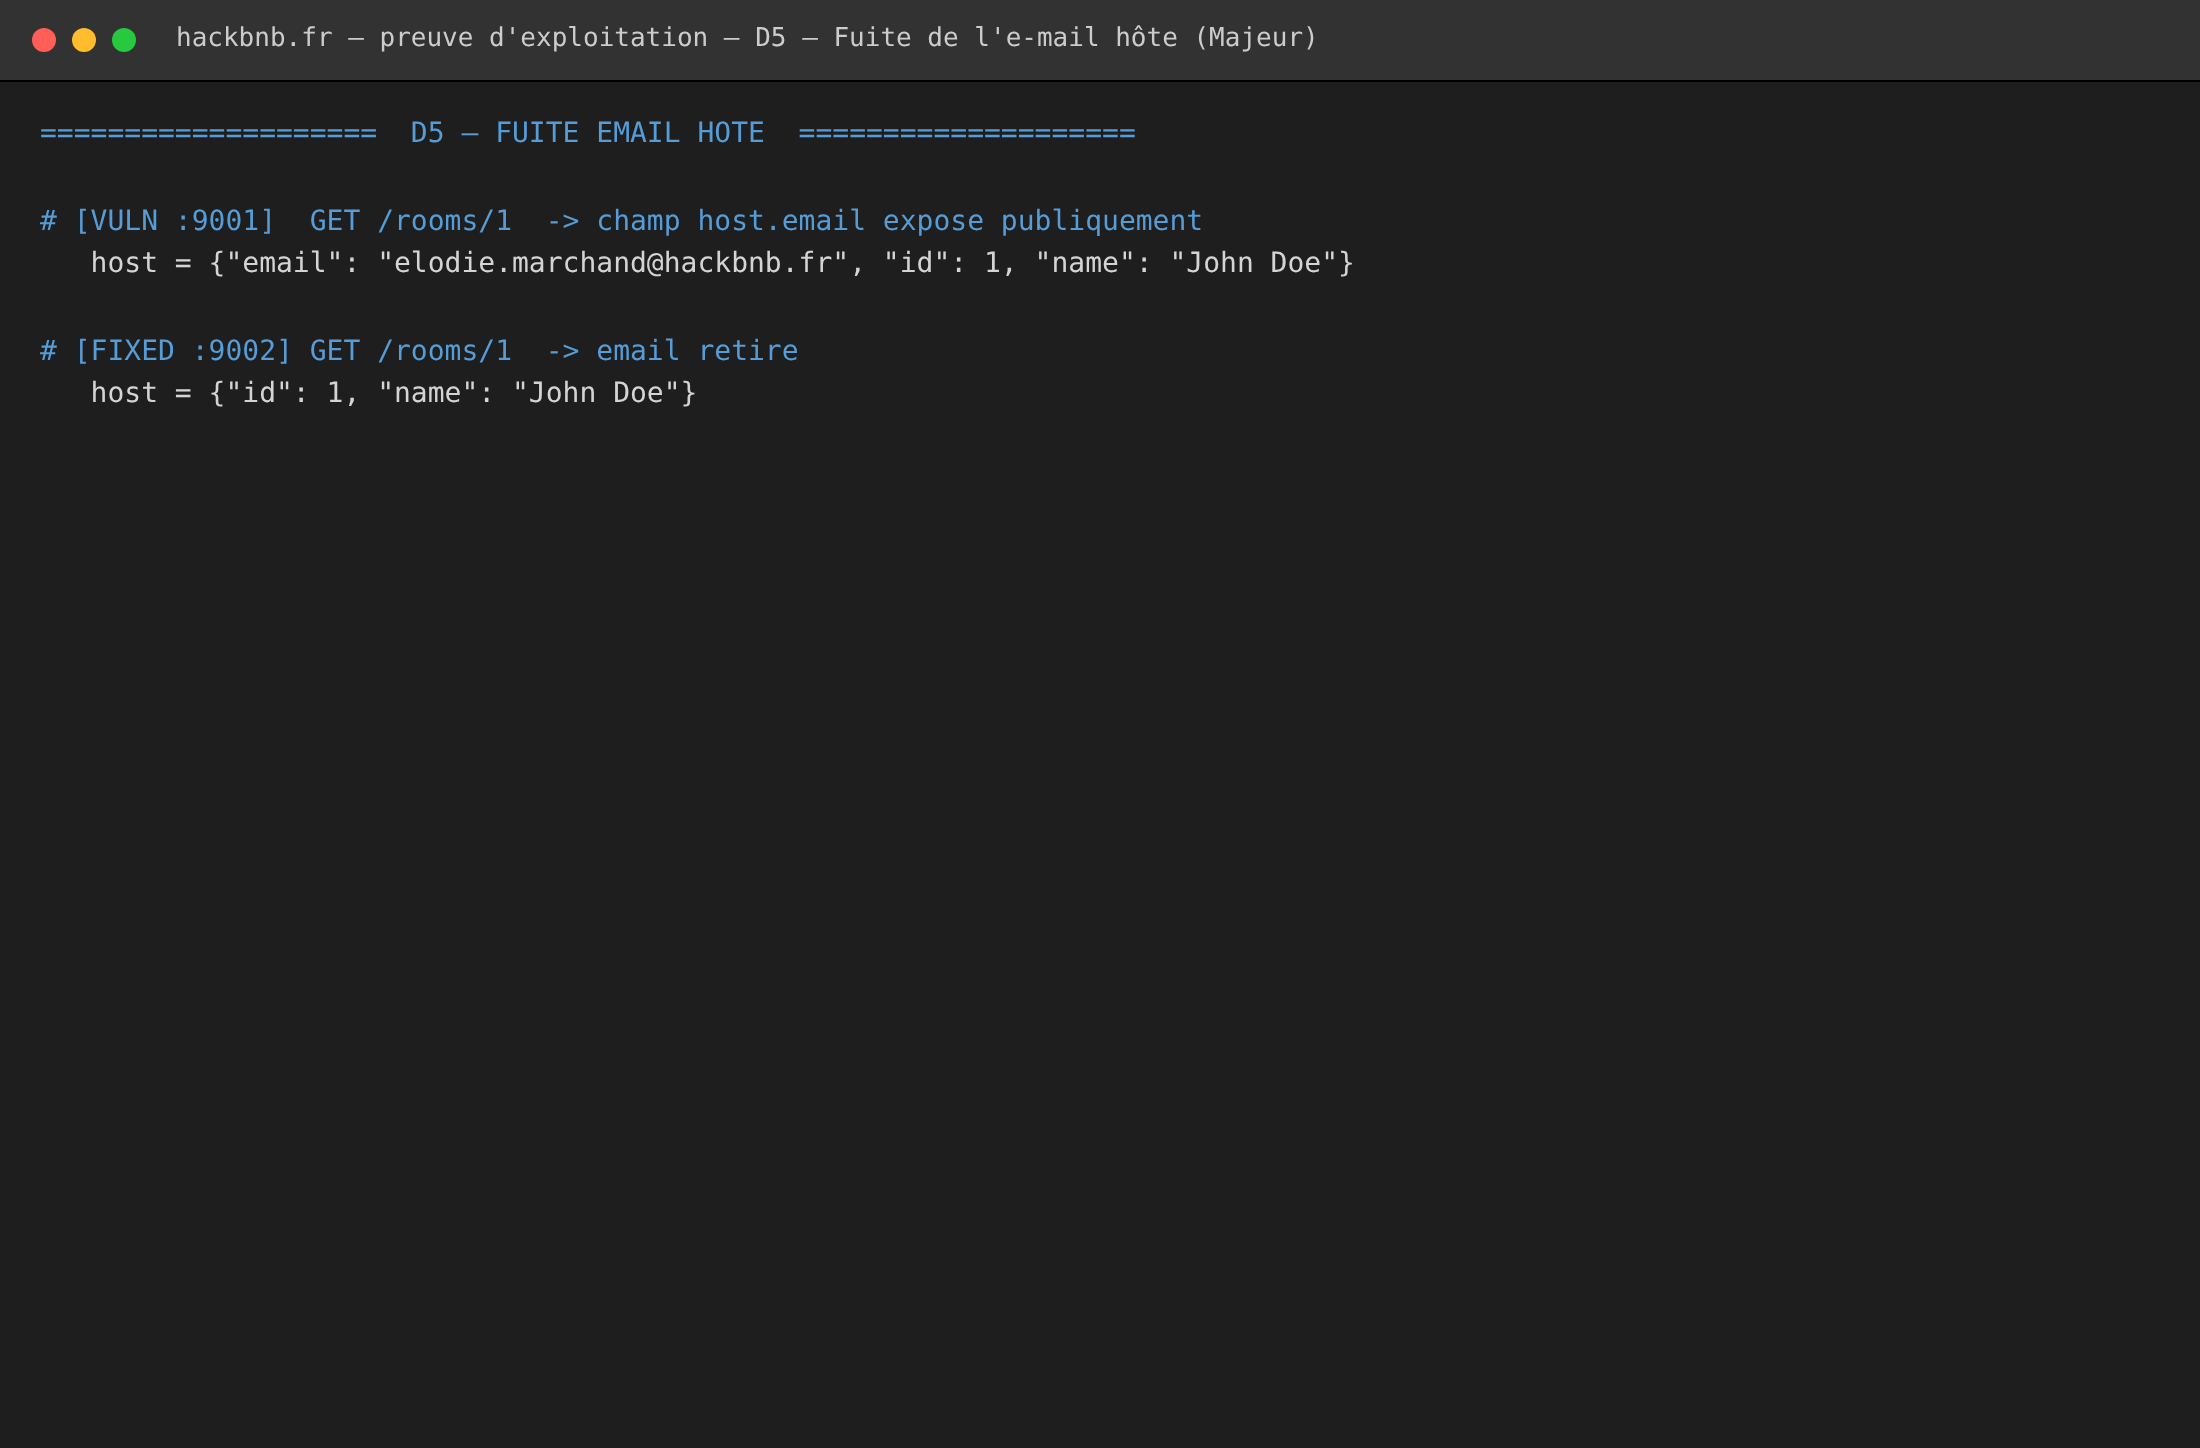 hackbnb.fr — preuve d'exploitation — D5 — Fuite de l'e-mail hôte (Majeur)
====================  D5 — FUITE EMAIL HOTE  ====================
# [VULN :9001]  GET /rooms/1  -> champ host.email expose publiquement
host = {"email": "elodie.marchand@hackbnb.fr", "id": 1, "name": "John Doe"}
# [FIXED :9002] GET /rooms/1  -> email retire
host = {"id": 1, "name": "John Doe"}